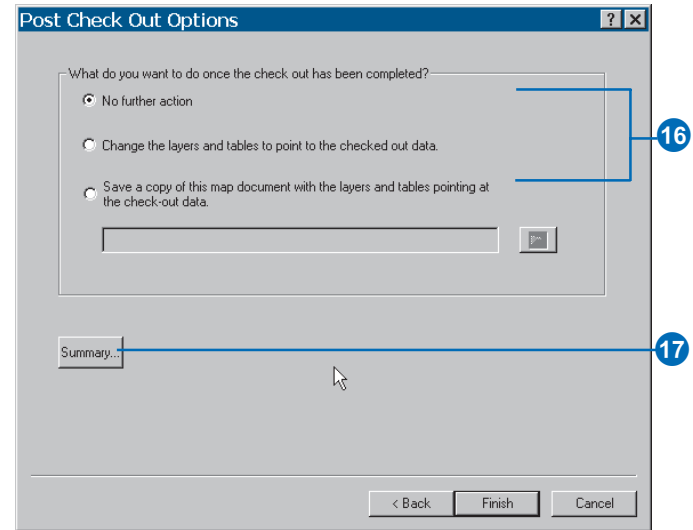 Post Check Out Options
? X
What do you want to do once the check out has been completed?
No further action
16
Change the layers and tables to point to the checked out data.
Save a copy of this map document with the layers and tables pointing at
the check-out data.
Summary...
17
< Back
Finish
Cancel